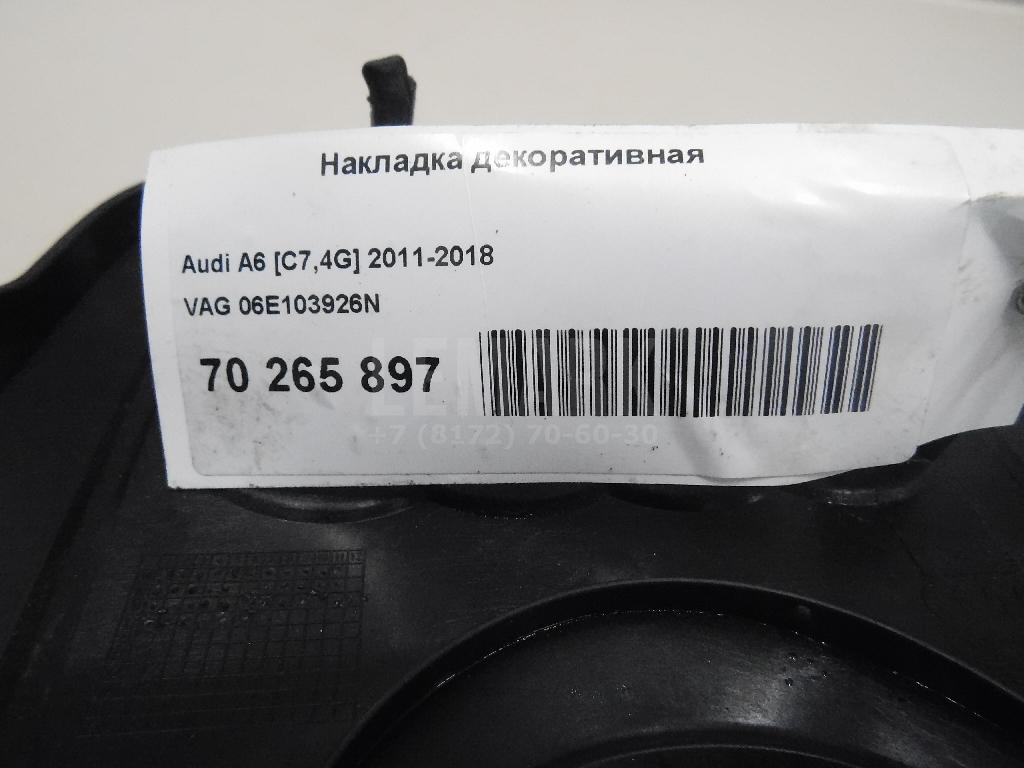 Накладка декоративная
Audi A6 [C7,4G] 2011-2018
VAG 06E103926N
70 265 897
+7 (8172) 70-60-30